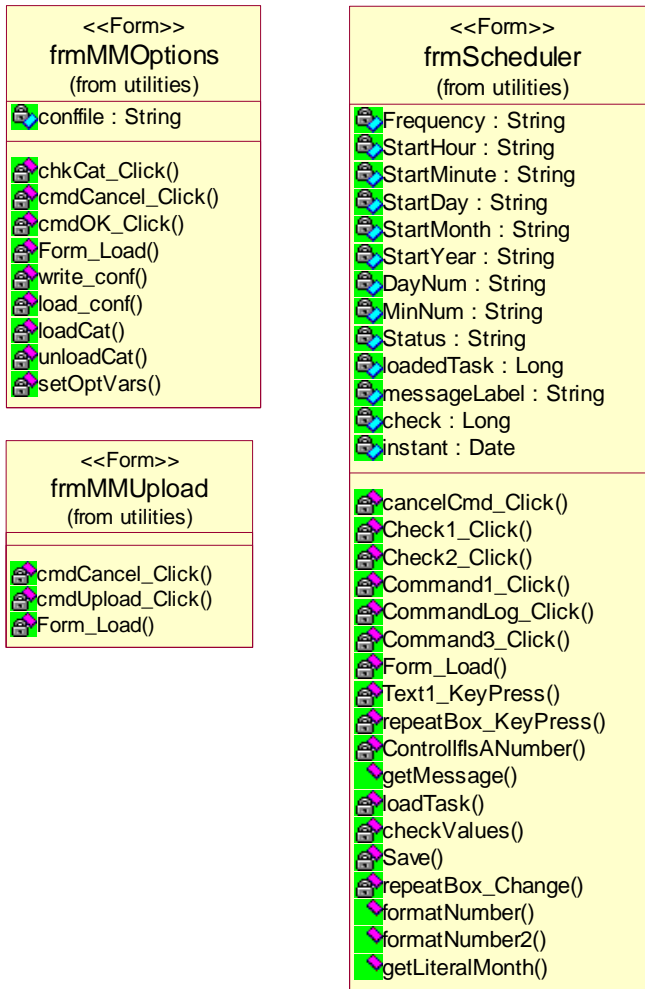 <<Form>>
frmMMOptions
(from utilities)
conffile : String
chkCat_Click()
cmdCancel_Click()
cmdOK_Click()
Form_Load()
write_conf()
load_conf()
loadCat()
unloadCat()
setOptVars()
<<Form>>
frmMMUpload
(from utilities)
cmdCancel_Click()
cmdUpload_Click()
Form_Load()
<<Form>>
frmScheduler
(from utilities)
Frequency : String
StartHour : String
StartMinute : String
StartDay : String
StartMonth : String
StartYear : String
DayNum : String
MinNum : String
Status : String
loadedTask : Long
messageLabel : String
check : Long
instant : Date
cancelCmd_Click()
Check1_Click()
Check2_Click()
Command1_Click()
CommandLog_Click()
Command3_Click()
Form_Load()
Text1_KeyPress()
repeatBox_KeyPress()
ControlIfIsANumber()
getMessage()
loadTask()
checkValues()
Save()
repeatBox_Change()
formatNumber()
formatNumber2()
getLiteralMonth()